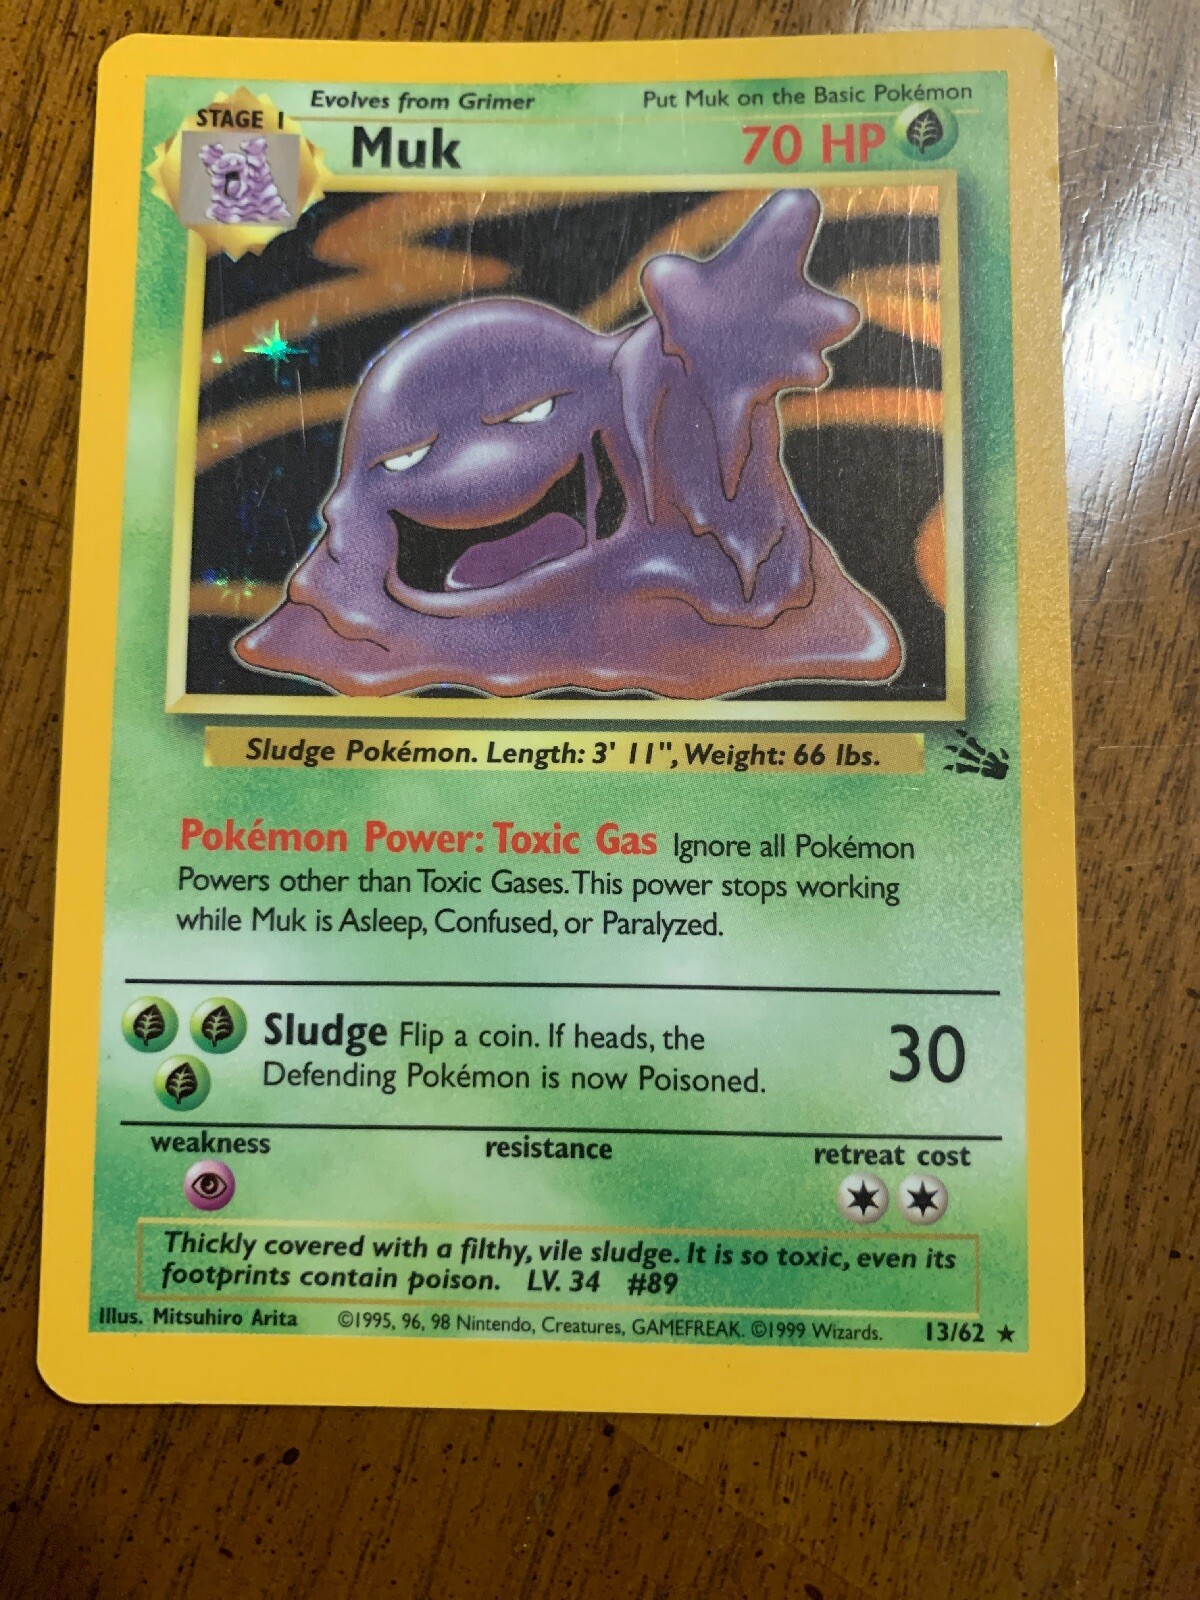 Evolves from Grimer
Put Muk on the Basic Pokémon
STAGE 1
Muk
70 HP
Sludge Pokémon. Length: 3' 11", Weight: 66 lbs.
Pokémon Power: Toxic Gas Ignore all Pokémon
Powers other than Toxic Gases. This power stops working
while Muk is Asleep, Confused, or Paralyzed.
Sludge Flip a coin. If heads, the
Defending Pokémon is now Poisoned.
30
weakness
resistance
retreat cost
Thickly covered with a filthy, vile sludge. It is so toxic, even its
footprints contain poison. LV. 34 #89
Illus. Mitsuhiro Arita
©1995, 96, 98 Nintendo, Creatures, GAMEFREAK. ©1999 Wizards.
13/62 ★